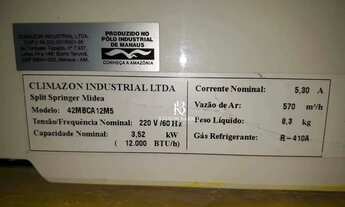 CLIMAZON INDUSTRIAL LTDA.
PRODUZIDO NO
PÓLO INDUSTRIAL
DE MANAUS
CONHEÇA A AMAZÔNIA
CLIMAZON INDUSTRIAL LTDA
Split Springer Midea
Modelo: 42MBCA12M5
Tensão/Frequência Nominal: 220 V/60Hz
Capacidade Nominal: 3,52 kW
( 12.000 BTU/h)
Corrente Nominal: 5,30 A
Vazão de Ar: 570 m³/h
Peso Líquido: 8,3 kg
Gás Refrigerante: R-410A